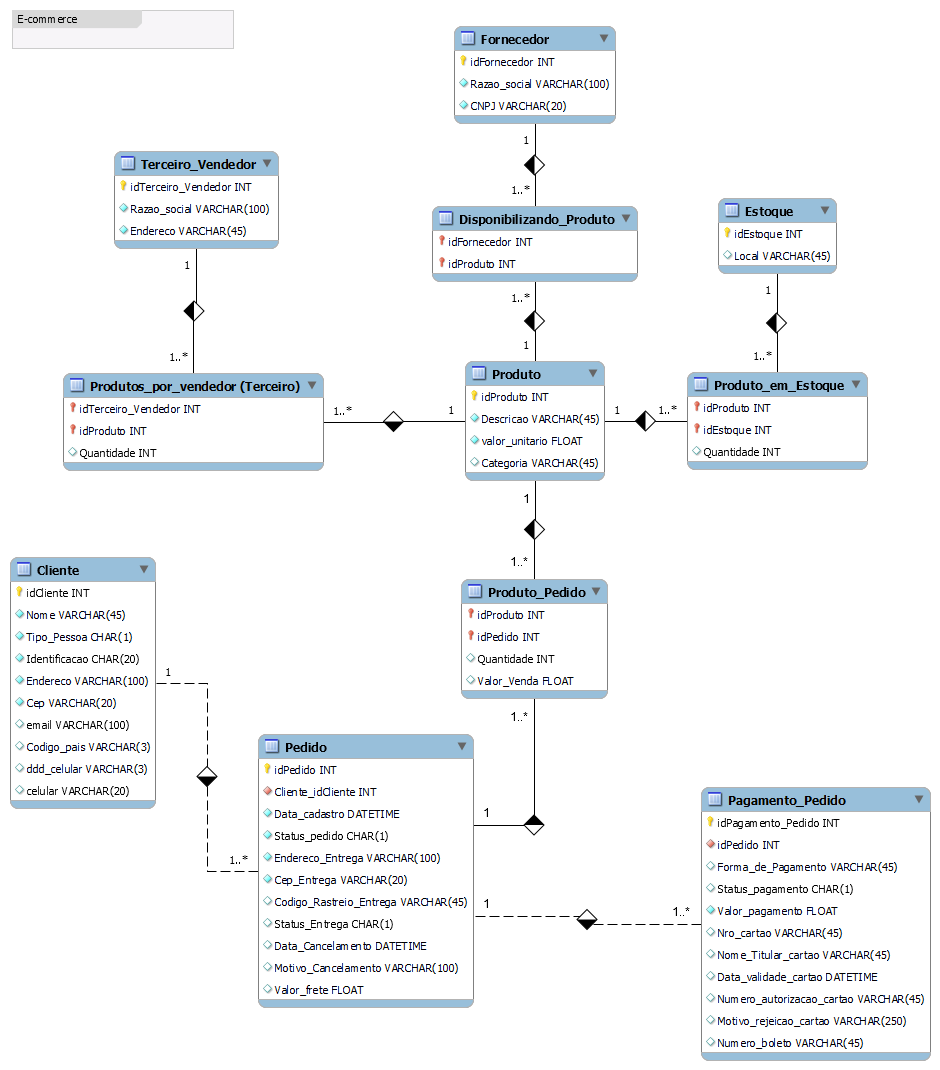 E-commerce
Fornecedor
idFornecedor INT
Razao_social VARCHAR(100)
CNPJ VARCHAR(20)
1
1..*
Terceiro_Vendedor
idTerceiro_Vendedor INT
Razao_social VARCHAR(100)
Endereco VARCHAR(45)
1
1..*
Disponibilizando_Produto
idFornecedor INT
idProduto INT
1..*
1
Estoque
idEstoque INT
Local VARCHAR(45)
1
1..*
Produtos_por_vendedor (Terceiro)
idTerceiro_Vendedor INT
idProduto INT
Quantidade INT
1..*
1
Produto
idProduto INT
Descricao VARCHAR(45)
valor_unitario FLOAT
Categoria VARCHAR(45)
1
1..*
Produto_em_Estoque
idProduto INT
idEstoque INT
Quantidade INT
1
1..*
Cliente
idCliente INT
Nome VARCHAR(45)
Tipo_Pessoa CHAR(1)
Identificacao CHAR(20)
Endereco VARCHAR(100)
Cep VARCHAR(20)
email VARCHAR(100)
Codigo_pais VARCHAR(3)
ddd_celular VARCHAR(3)
celular VARCHAR(20)
1
1..*
Produto_Pedido
idProduto INT
idPedido INT
Quantidade INT
Valor_Venda FLOAT
1..*
1
Pedido
idPedido INT
Cliente_idCliente INT
Data_cadastro DATETIME
Status_pedido CHAR(1)
Endereco_Entrega VARCHAR(100)
Cep_Entrega VARCHAR(20)
Codigo_Rastreio_Entrega VARCHAR(45)
Status_Entrega CHAR(1)
Data_Cancelamento DATETIME
Motivo_Cancelamento VARCHAR(100)
Valor_frete FLOAT
1
1..*
Pagamento_Pedido
idPagamento_Pedido INT
idPedido INT
Forma_de_Pagamento VARCHAR(45)
Status_pagamento CHAR(1)
Valor_pagamento FLOAT
Nro_cartao VARCHAR(45)
Nome_Titular_cartao VARCHAR(45)
Data_validade_cartao DATETIME
Numero_autorizacao_cartao VARCHAR(45)
Motivo_rejeicao_cartao VARCHAR(250)
Numero_boleto VARCHAR(45)